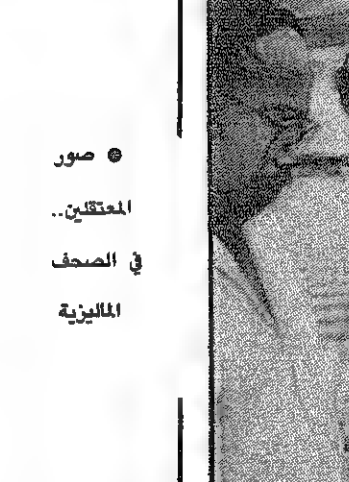 ● صور
المعتقلين..
في الصحف
الماليزية